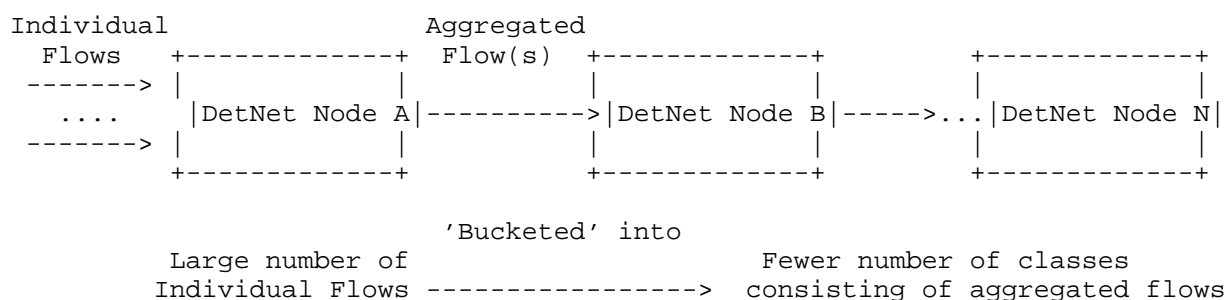 Individual                    Aggregated
Flows   +-------------+  Flow(s)  +-------------+            +-------------+
-------> |             |           |             |            |             |
....   |DetNet Node A|---------->|DetNet Node B|----->...|DetNet Node N|
-------> |             |           |             |            |             |
+-------------+           +-------------+            +-------------+
'Bucketed' into
Large number of                       Fewer number of classes
Individual Flows ----------------> consisting of aggregated flows